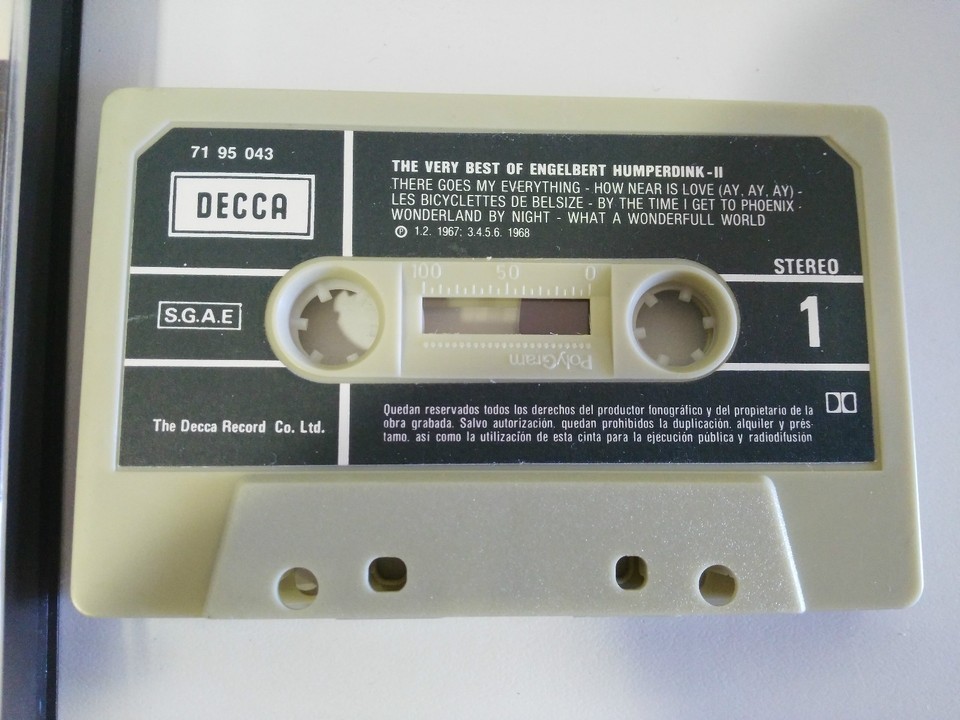 71 95 043
DECCA
THE VERY BEST OF ENGELBERT HUMPERDINK-II
THERE GOES MY EVERYTHING - HOW NEAR IS LOVE (AY, AY, AY) -
LES BICYCLETTES DE BELSIZE - BY THE TIME I GET TO PHOENIX -
WONDERLAND BY NIGHT - WHAT A WONDERFULL WORLD
Ⓟ 1.2. 1967; 3.4.5.6. 1968
STEREO
100 50 0
S.G.A.E
1
PolyGram
The Decca Record Co. Ltd.
Quedan reservados todos los derechos del productor fonográfico y del propietario de la
obra grabada. Salvo autorización, quedan prohibidos la duplicación, alquiler y prés-
tamo, así como la utilización de esta cinta para la ejecución pública y radiodifusión